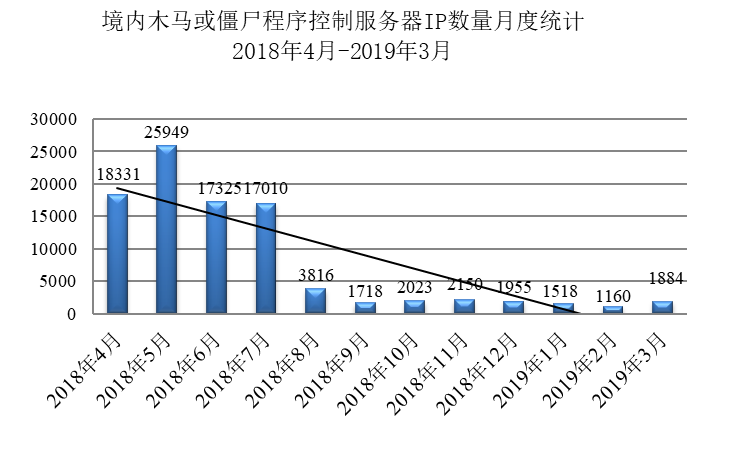 境内木马或僵尸程序控制服务器IP数量月度统计
2018年4月-2019年3月
30000
25000
20000
15000
10000
5000
0
18331
25949
17325
17010
3816
1718
2023
2150
1955
1518
1160
1884
2018年4月
2018年5月
2018年6月
2018年7月
2018年8月
2018年9月
2018年10月
2018年11月
2018年12月
2019年1月
2019年2月
2019年3月